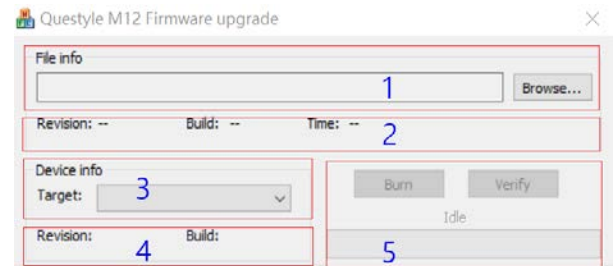 Questyle M12 Firmware upgrade
File info
1
Browse...
Revision: -- Build: -- Time: --
2
Device info
Target:
3
Burn Verify
Idle
Revision: Build:
4
5